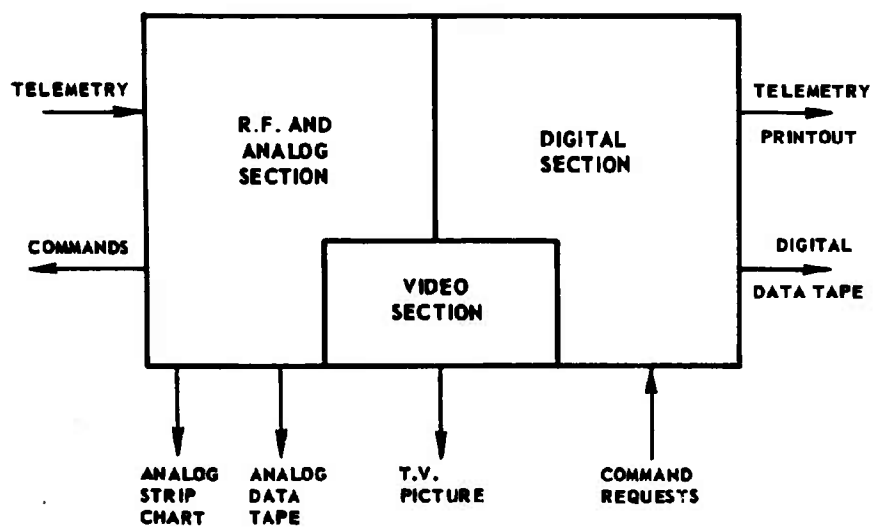 TELEMETRY
R.F. AND
ANALOG
SECTION
DIGITAL
SECTION
TELEMETRY
PRINTOUT
COMMANDS
VIDEO
SECTION
DIGITAL
DATA TAPE
ANALOG
STRIP
CHART
ANALOG
DATA
TAPE
T.V.
PICTURE
COMMAND
REQUESTS